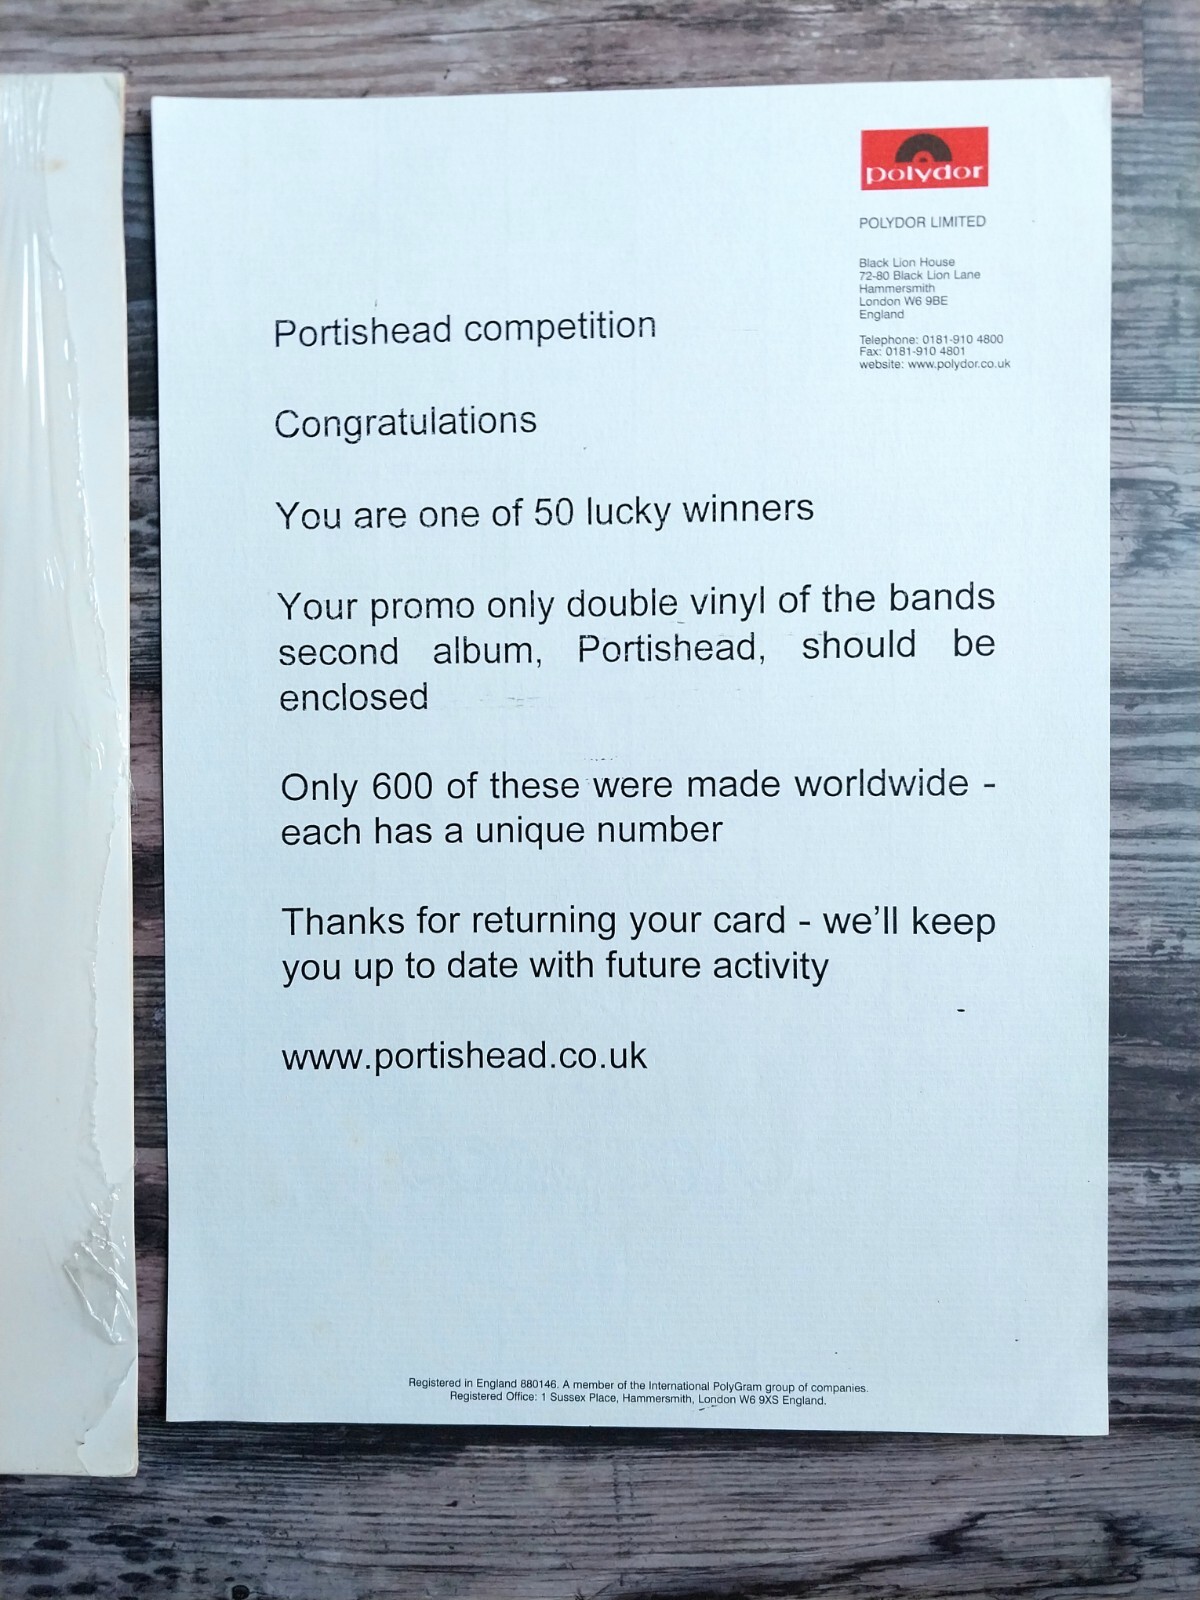 polydor
POLYDOR LIMITED
Black Lion House
72-80 Black Lion Lane
Hammersmith
London W6 9BE
England
Telephone: 0181-910 4800
Fax: 0181-910 4801
website: www.polydor.co.uk
Portishead competition
Congratulations
You are one of 50 lucky winners
Your promo only double vinyl of the bands
second album, Portishead, should be
enclosed
Only 600 of these were made worldwide -
each has a unique number
Thanks for returning your card - we'll keep
you up to date with future activity
www.portishead.co.uk
Registered in England 880146. A member of the International PolyGram group of companies.
Registered Office: 1 Sussex Place, Hammersmith, London W6 9XS England.